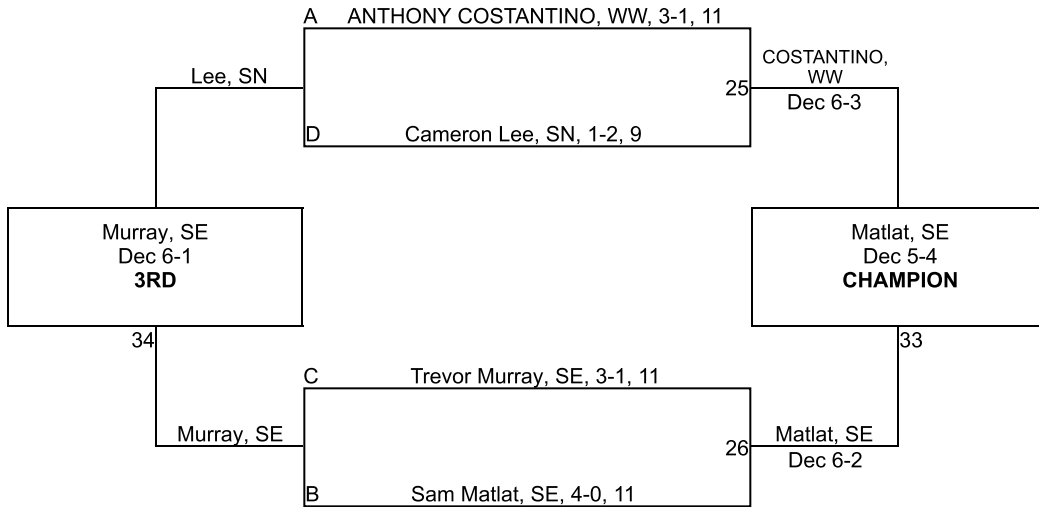 A ANTHONY COSTANTINO, WW, 3-1, 11
Lee, SN
COSTANTINO,
WW
25
Dec 6-3
D Cameron Lee, SN, 1-2, 9
Murray, SE
Dec 6-1
3RD
Matlat, SE
Dec 5-4
CHAMPION
34
33
C Trevor Murray, SE, 3-1, 11
Murray, SE
26
Matlat, SE
Dec 6-2
B Sam Matlat, SE, 4-0, 11